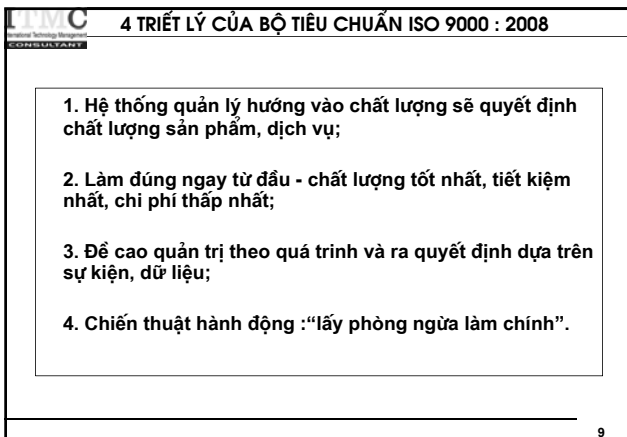 ITMC
International Technology Management
CONSULTANT
4 TRIẾT LÝ CỦA BỘ TIÊU CHUẨN ISO 9000 : 2008
1. Hệ thống quản lý hướng vào chất lượng sẽ quyết định
chất lượng sản phẩm, dịch vụ;
2. Làm đúng ngay từ đầu - chất lượng tốt nhất, tiết kiệm
nhất, chi phí thấp nhất;
3. Đề cao quản trị theo quá trinh và ra quyết định dựa trên
sự kiện, dữ liệu;
4. Chiến thuật hành động :“lấy phòng ngừa làm chính”.
9